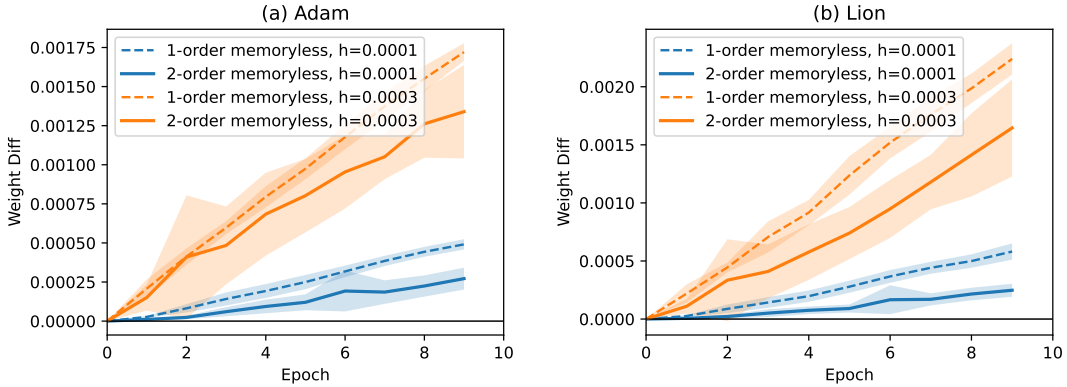 (a) Adam
0.00175
0.00150
0.00125
0.00100
0.00075
0.00050
0.00025
0.00000
Weight Diff
1-order memoryless, h=0.0001
2-order memoryless, h=0.0001
1-order memoryless, h=0.0003
2-order memoryless, h=0.0003
0 2 4 6 8 10
Epoch
(b) Lion
0.0020
0.0015
0.0010
0.0005
0.0000
Weight Diff
1-order memoryless, h=0.0001
2-order memoryless, h=0.0001
1-order memoryless, h=0.0003
2-order memoryless, h=0.0003
0 2 4 6 8 10
Epoch